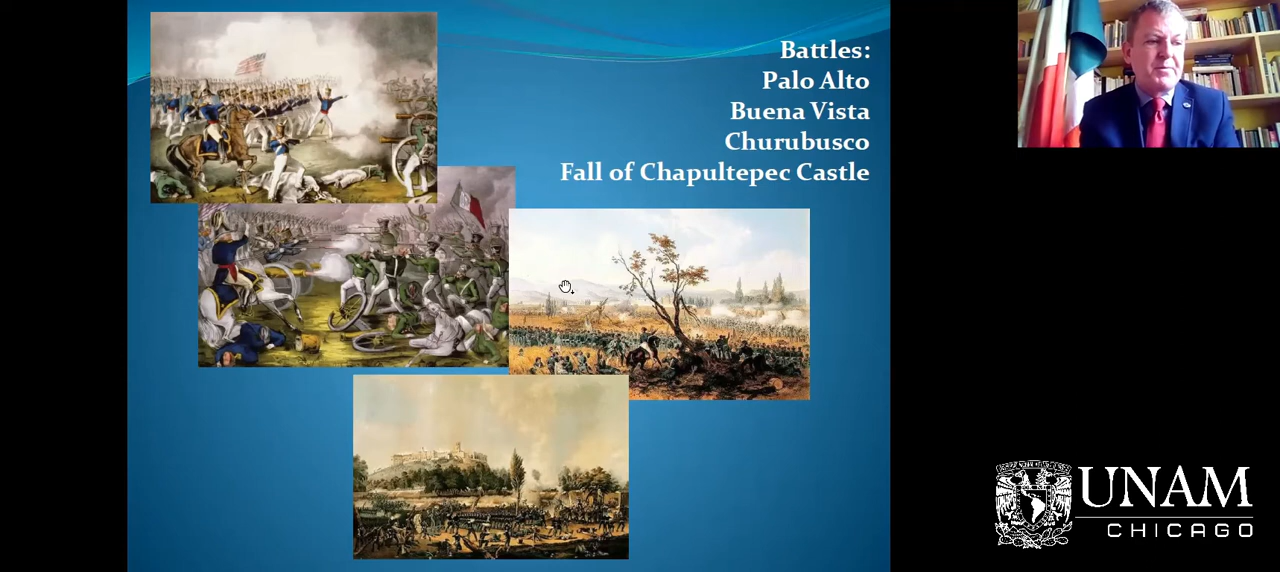 Battles:
Palo Alto
Buena Vista
Churubusco
Fall of Chapultepec Castle
UNAM
CHICAGO